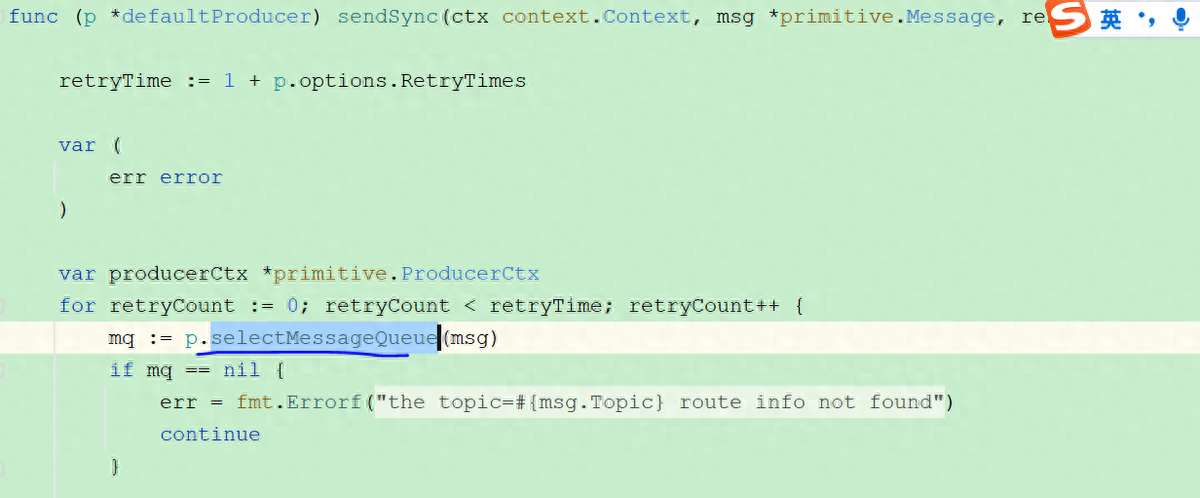 func (p *defaultProducer) sendSync(ctx context.Context, msg *primitive.Message, re
英
retryTime := 1 + p.options.RetryTimes
var (
err error
)
var producerCtx *primitive.ProducerCtx
for retryCount := 0; retryCount < retryTime; retryCount++ {
mq := p.selectMessageQueue(msg)
if mq == nil {
err = fmt.Errorf("the topic=#{msg.Topic} route info not found")
continue
}